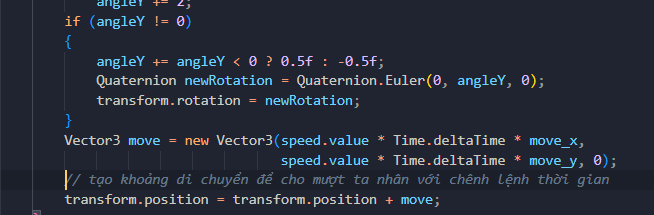 angleY += 2;
if (angleY != 0)
{
angleY += angleY < 0 ? 0.5f : -0.5f;
Quaternion newRotation = Quaternion.Euler(0, angleY, 0);
transform.rotation = newRotation;
}
Vector3 move = new Vector3(speed.value * Time.deltaTime * move_x,
speed.value * Time.deltaTime * move_y, 0);
// tạo khoảng di chuyển để cho mượt ta nhân với chênh lệnh thời gian
transform.position = transform.position + move;
}